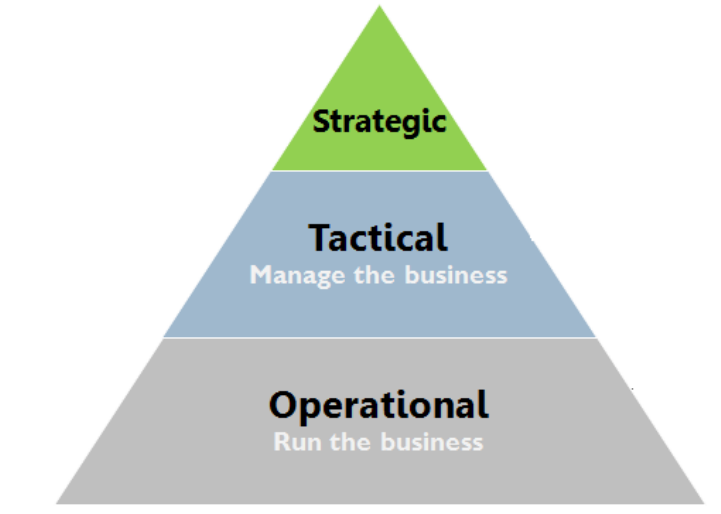 Strategic
Tactical
Manage the business
Operational
Run the business